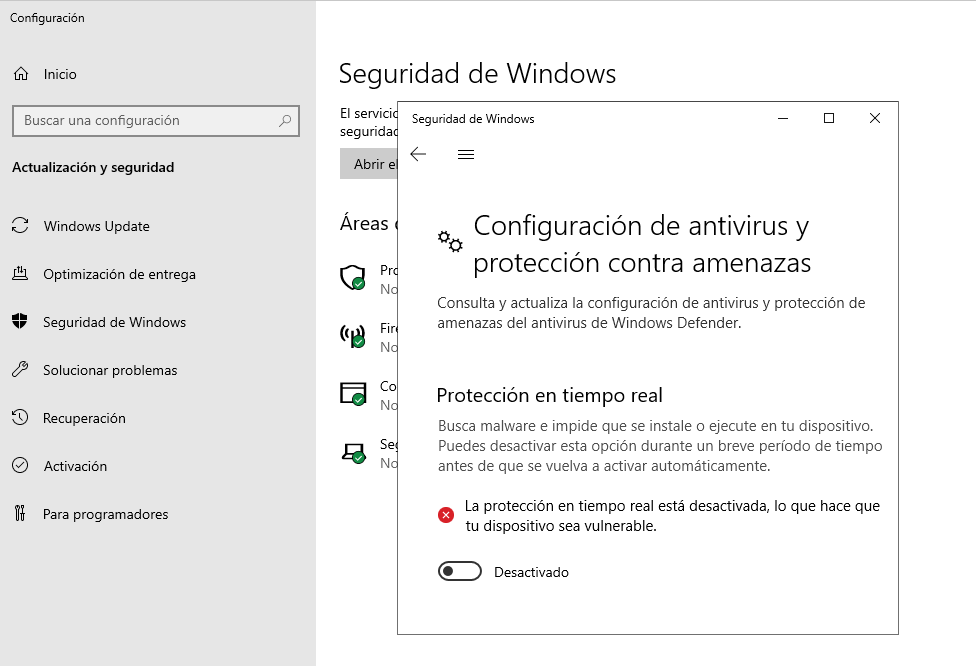 Configuración
Inicio
Buscar una configuración
Actualización y seguridad
Windows Update
Optimización de entrega
Seguridad de Windows
Solucionar problemas
Recuperación
Activación
Para programadores
Seguridad de Windows
El servicio
seguridad
Abrir el
Áreas
Pro
No
Fire
No
Co
No
Seg
No
Seguridad de Windows
Configuración de antivirus y
protección contra amenazas
Consulta y actualiza la configuración de antivirus y protección de
amenazas del antivirus de Windows Defender.
Protección en tiempo real
Busca malware e impide que se instale o ejecute en tu dispositivo.
Puedes desactivar esta opción durante un breve período de tiempo
antes de que se vuelva a activar automáticamente.
La protección en tiempo real está desactivada, lo que hace que
tu dispositivo sea vulnerable.
Desactivado